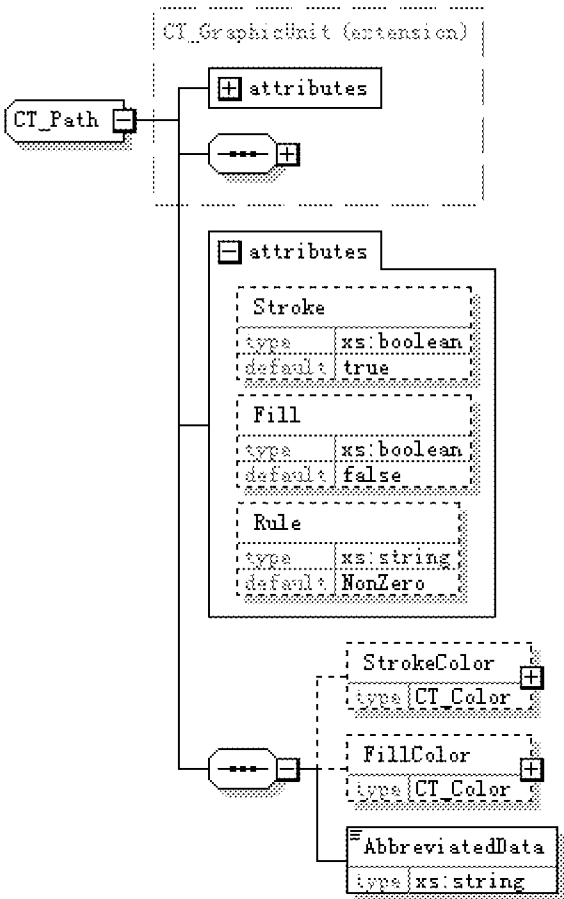 CT_GraphicUnit (extension)
attributes
CT_Path
attributes
Stroke
type xs:boolean
default true
Fill
type xs:boolean
default false
Rule
type xs:string
default NonZero
StrokeColor
type CT_Color
FillColor
type CT_Color
AbbreviatedData
type xs:string